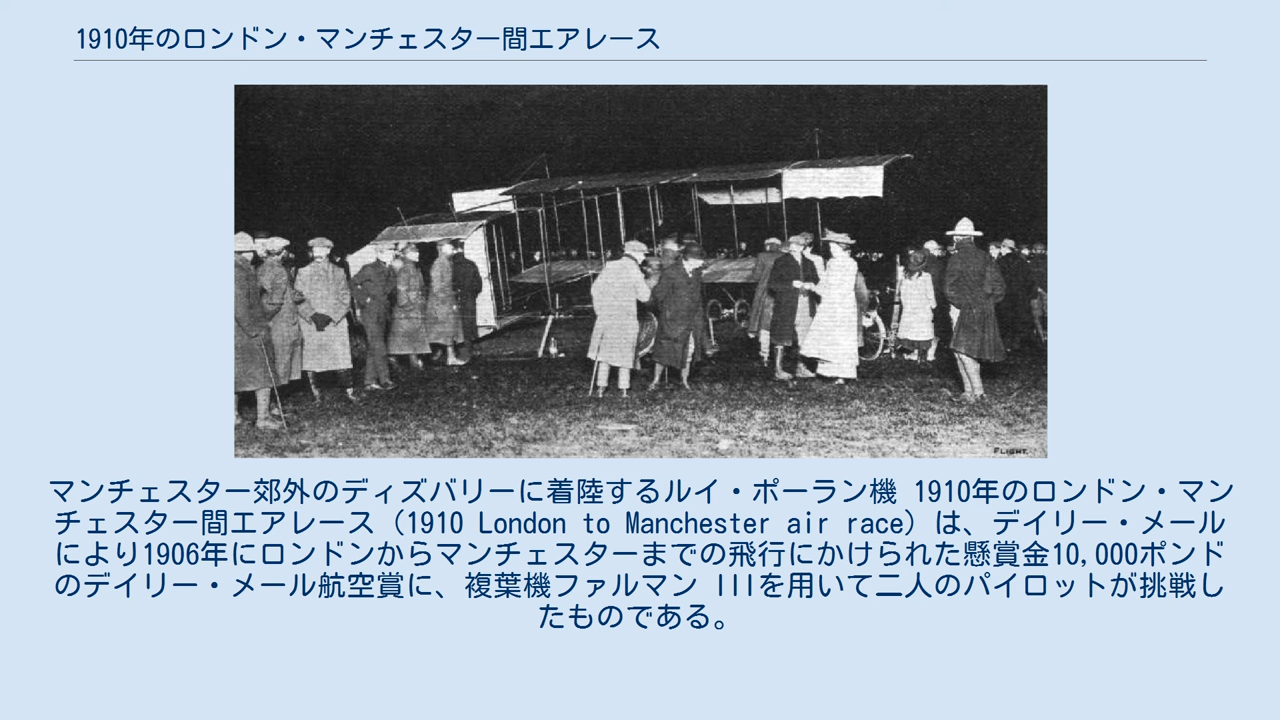 1910年のロンドン・マンチェスター間エアレース
FLIGHT.
マンチェスター郊外のディズバリーに着陸するルイ・ポーラン機 1910年のロンドン・マン
チェスター間エアレース（1910 London to Manchester air race）は、デイリー・メール
により1906年にロンドンからマンチェスターまでの飛行にかけられた懸賞金10,000ポンド
のデイリー・メール航空賞に、複葉機ファルマン IIIを用いて二人のパイロットが挑戦し
たものである。